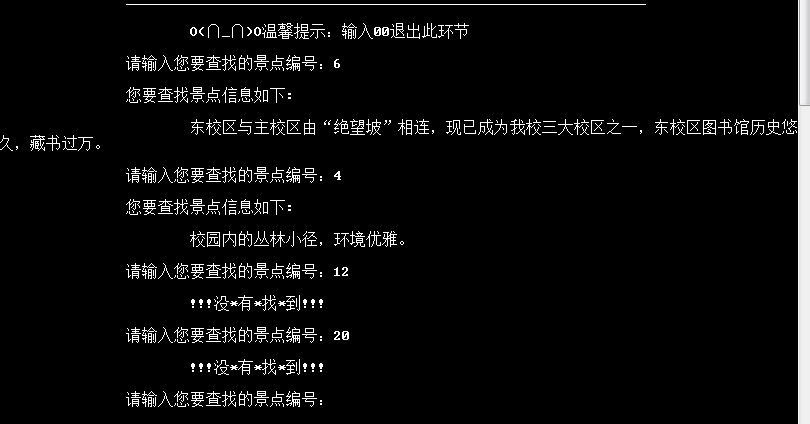 O(∩_∩)O温馨提示：输入00退出此环节
请输入您要查找的景点编号：6
您要查找景点信息如下：
东校区与主校区由“绝望坡”相连，现已成为我校三大校区之一，东校区图书馆历史悠
久，藏书过万。
请输入您要查找的景点编号：4
您要查找景点信息如下：
校园内的丛林小径，环境优雅。
请输入您要查找的景点编号：12
!!!没*有*找*到!!!
请输入您要查找的景点编号：20
!!!没*有*找*到!!!
请输入您要查找的景点编号：